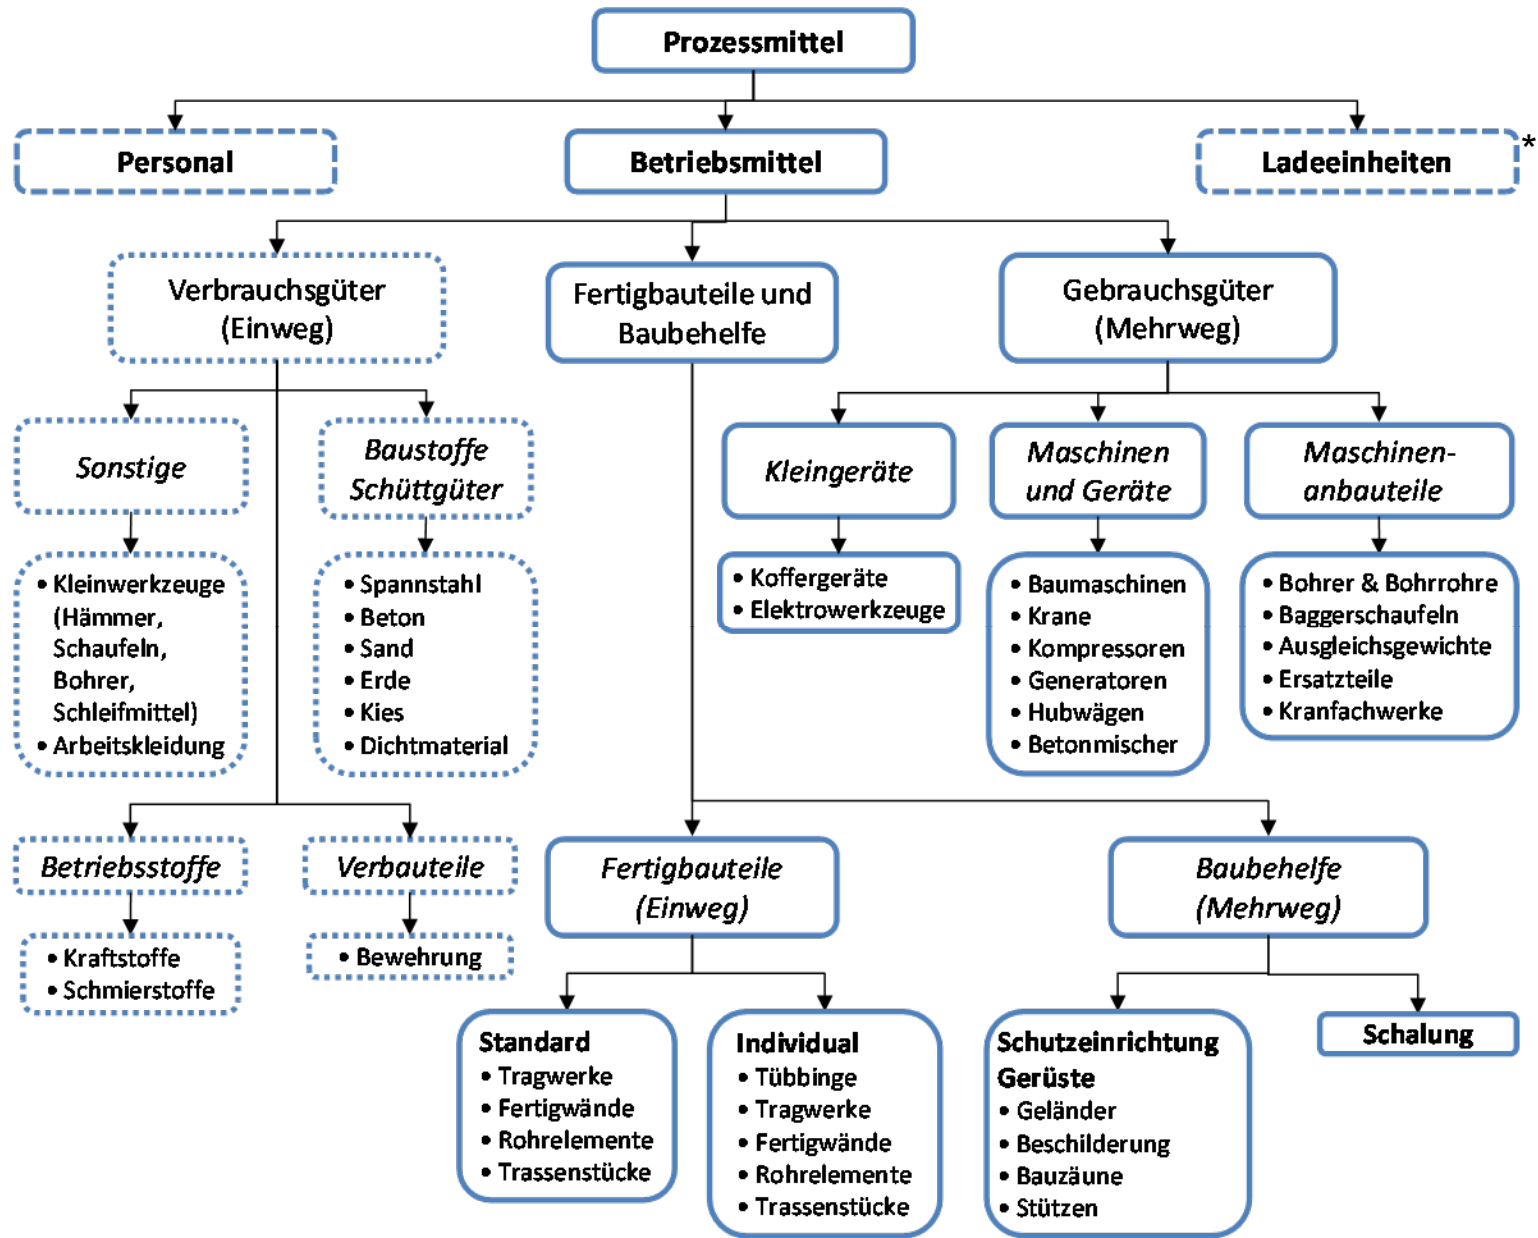 Prozessmittel
Personal
Betriebsmittel
Ladeeinheiten
*
Verbrauchsgüter
(Einweg)
Fertigbauteile und
Baubehelfe
Gebrauchsgüter
(Mehrweg)
Sonstige
Baustoffe
Schüttgüter
Kleingeräte
Maschinen
und Geräte
Maschinen-
anbauteile
• Kleinwerkzeuge
(Hämmer,
Schaufeln,
Bohrer,
Schleifmittel)
• Arbeitskleidung
• Spannstahl
• Beton
• Sand
• Erde
• Kies
• Dichtmaterial
• Koffergeräte
• Elektrowerkzeuge
• Baumaschinen
• Krane
• Kompressoren
• Generatoren
• Hubwägen
• Betonmischer
• Bohrer & Bohrrohre
• Baggerschaufeln
• Ausgleichsgewichte
• Ersatzteile
• Kranfachwerke
Betriebsstoffe
Verbauteile
Fertigbauteile
(Einweg)
Baubehelfe
(Mehrweg)
• Kraftstoffe
• Schmierstoffe
• Bewehrung
Standard
• Tragwerke
• Fertigwände
• Rohrelemente
• Trassenstücke
Individual
• Tübbinge
• Tragwerke
• Fertigwände
• Rohrelemente
• Trassenstücke
Schutzeinrichtung
Gerüste
• Geländer
• Beschilderung
• Bauzäune
• Stützen
Schalung